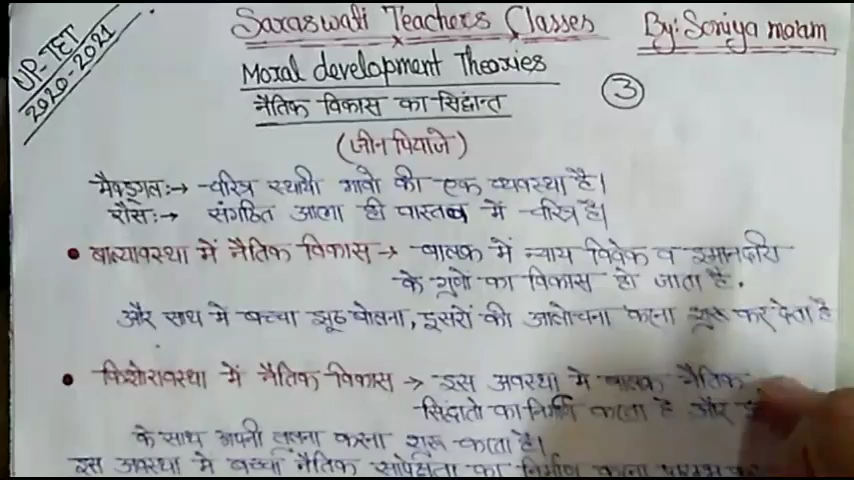 Saraswati Teachers Classes
By: Soniya mam
UP-TET
2020-2021
Moral development Theories
नैतिक विकास का सिद्धान्त
3
(जीन पियाजे)
मैक्डूगल :→ चरित्र स्थायी भावो की एक व्यवस्था है।
रौस :→ संगठित आत्मा ही वास्तव में चरित्र है।
• बाल्यावस्था में नैतिक विकास → बालक में न्याय विवेक व इमानदारी
के गुणो का विकास हो जाता है.
और साथ मे बच्चा झूठ बोलना, दूसरों की आलोचना करना शुरू कर देता है
• किशोरावस्था में नैतिक विकास → इस अवस्था मे बालक नैतिक
सिद्धांतो का निर्माण करता है और
के साथ अपनी तुलना करना शुरू करता है।
इस अवस्था मे बच्चा नैतिक सापेक्षता का निर्माण करना